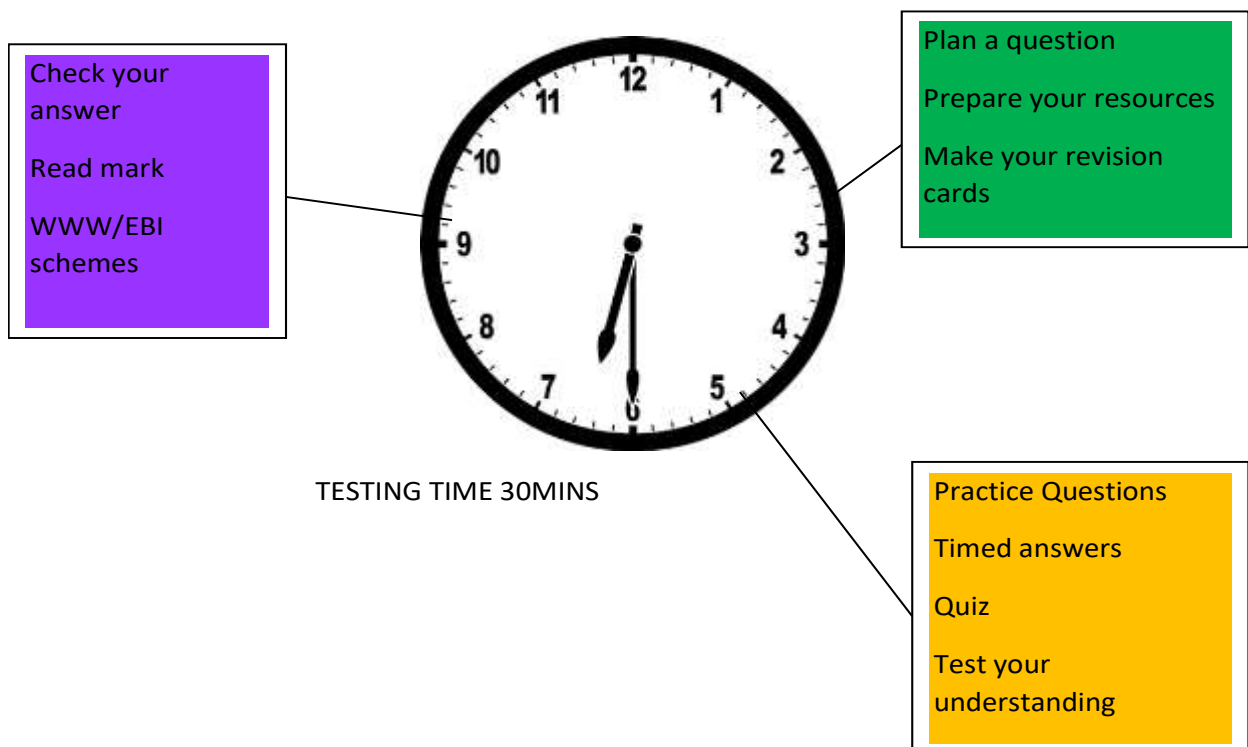 Check your
answer
Read mark
WWW/EBI
schemes
12
1
2
3
4
5
6
7
8
9
10
11
Plan a question
Prepare your resources
Make your revision
cards
TESTING TIME 30MINS
Practice Questions
Timed answers
Quiz
Test your
understanding